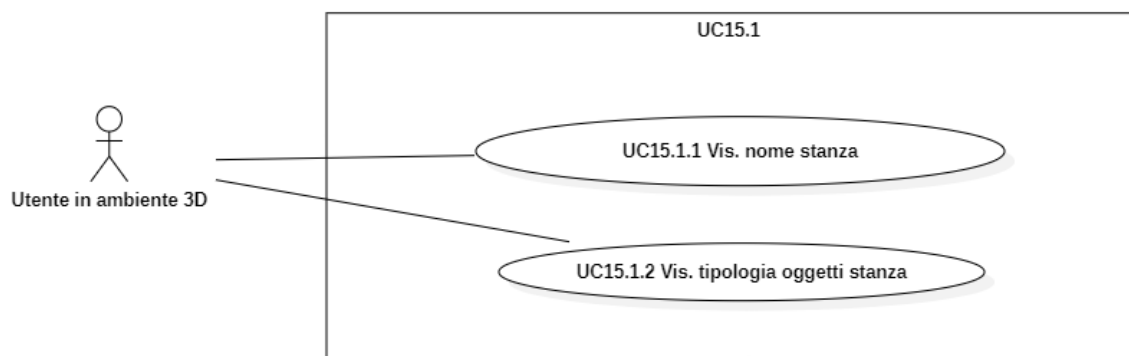 UC15.1
UC15.1.1 Vis. nome stanza
Utente in ambiente 3D
UC15.1.2 Vis. tipologia oggetti stanza